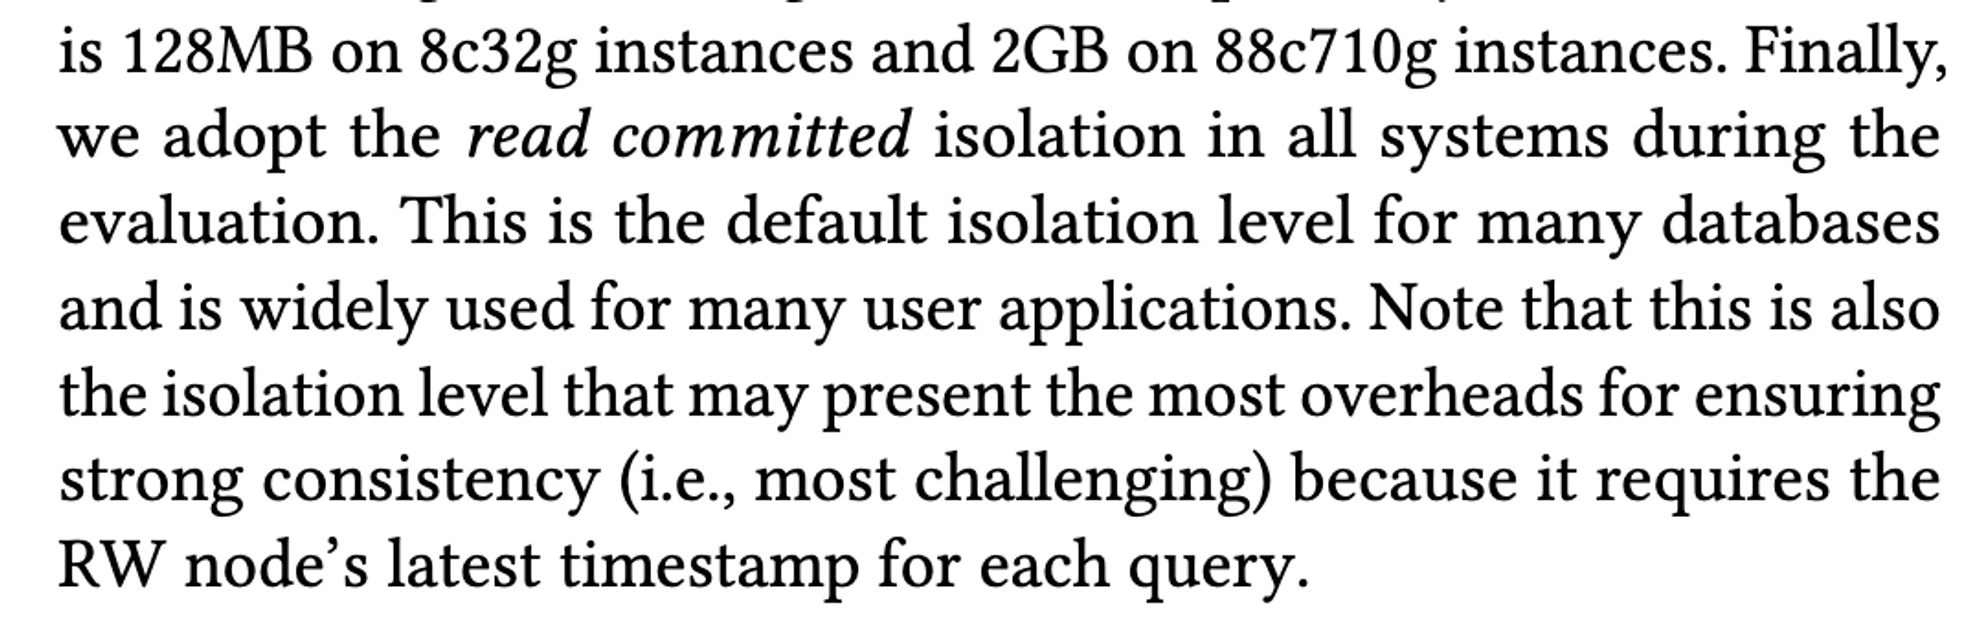 is 128MB on 8c32g instances and 2GB on 88c710g instances. Finally,
we adopt the read committed isolation in all systems during the
evaluation. This is the default isolation level for many databases
and is widely used for many user applications. Note that this is also
the isolation level that may present the most overheads for ensuring
strong consistency (i.e., most challenging) because it requires the
RW node’s latest timestamp for each query.